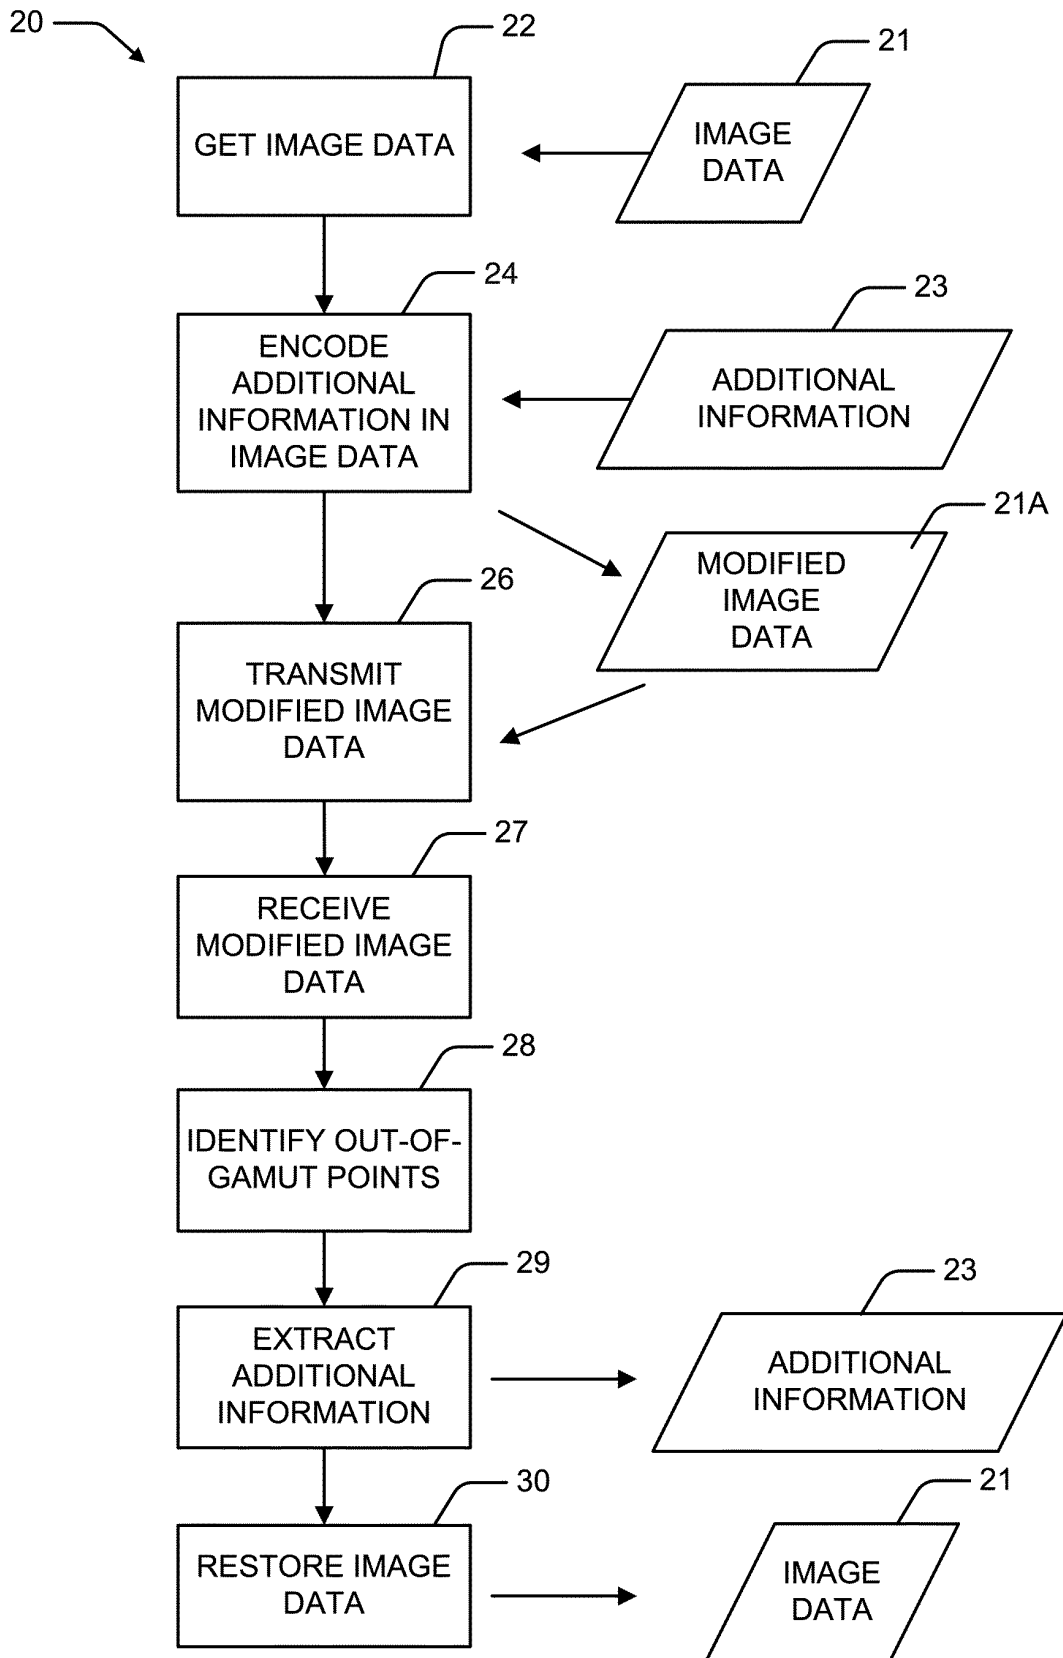 20
22
21
GET IMAGE DATA
IMAGE
DATA
24
23
ENCODE
ADDITIONAL
INFORMATION IN
IMAGE DATA
ADDITIONAL
INFORMATION
21A
MODIFIED
IMAGE
DATA
26
TRANSMIT
MODIFIED IMAGE
DATA
27
RECEIVE
MODIFIED IMAGE
DATA
28
IDENTIFY OUT-OF-
GAMUT POINTS
29
23
EXTRACT
ADDITIONAL
INFORMATION
ADDITIONAL
INFORMATION
30
21
RESTORE IMAGE
DATA
IMAGE
DATA